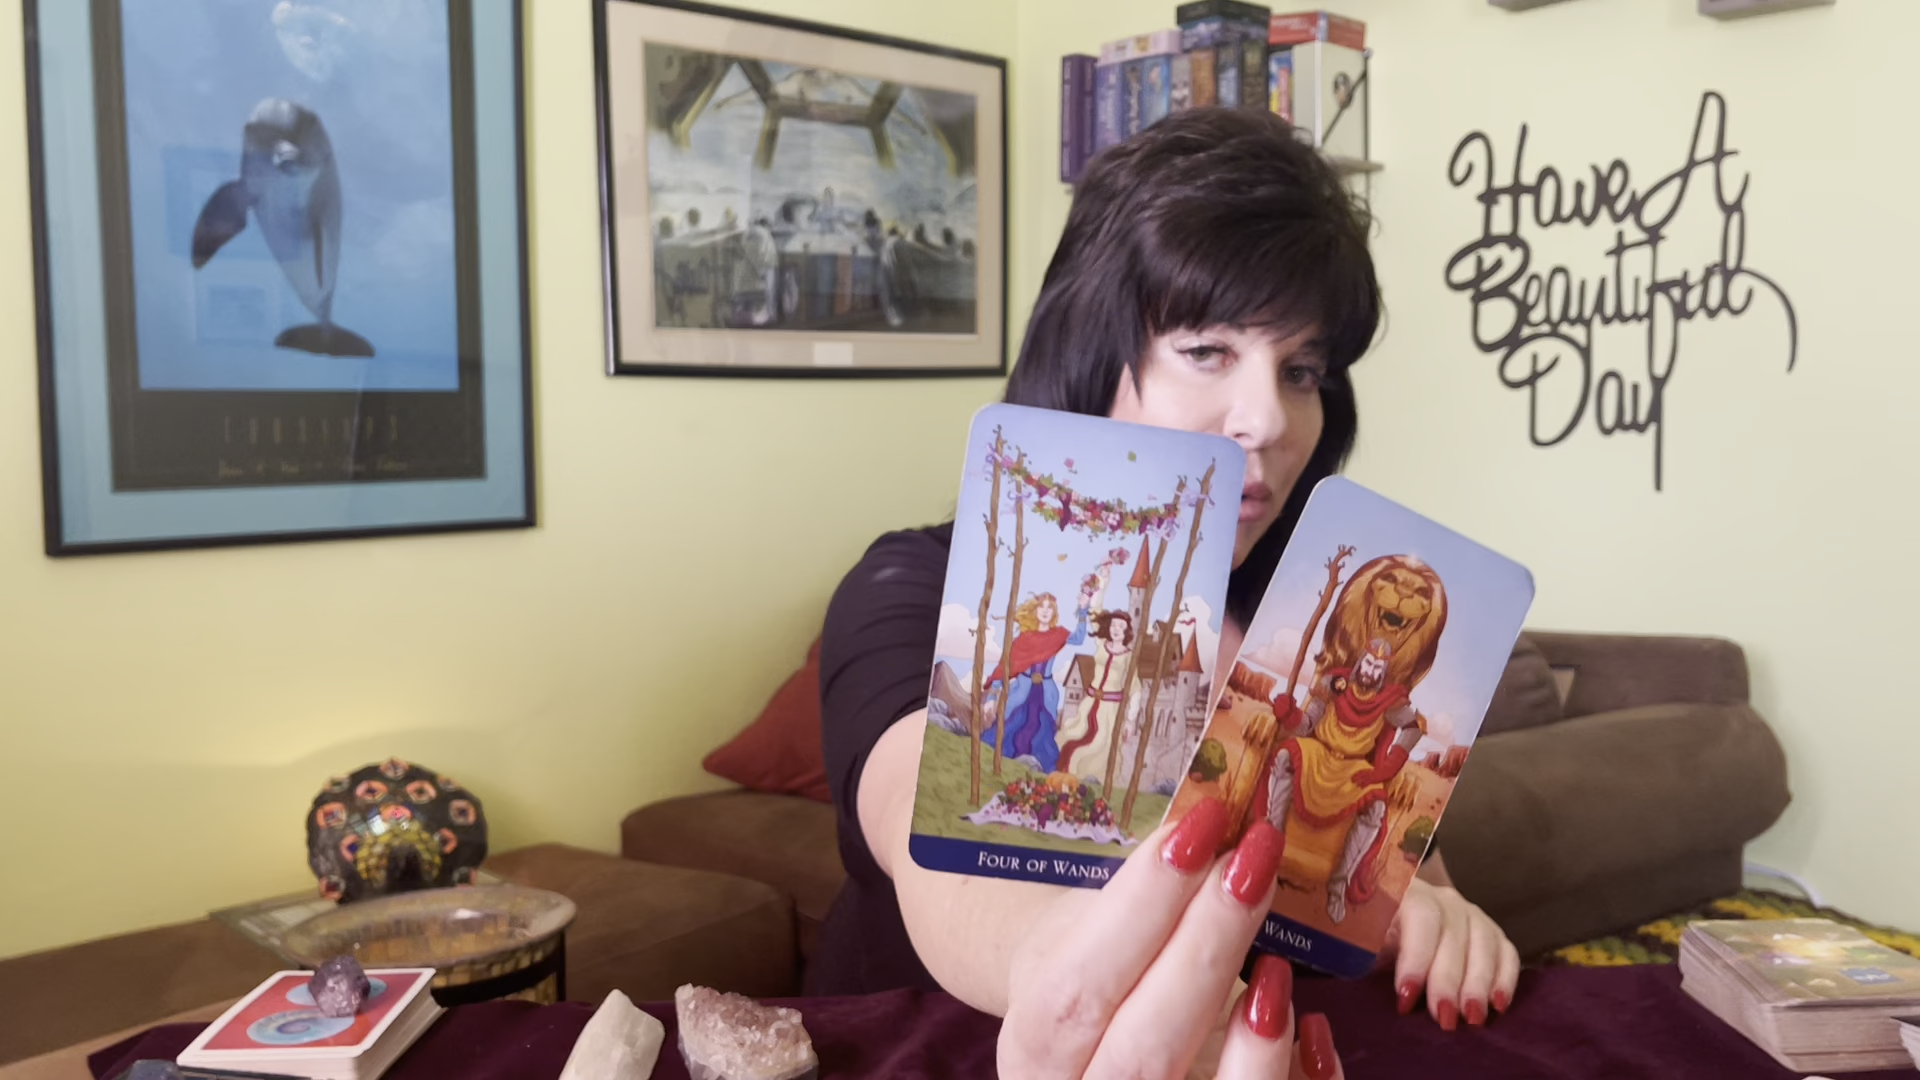 Have A
Beautiful
Day
FOUR OF WANDS
WANDS